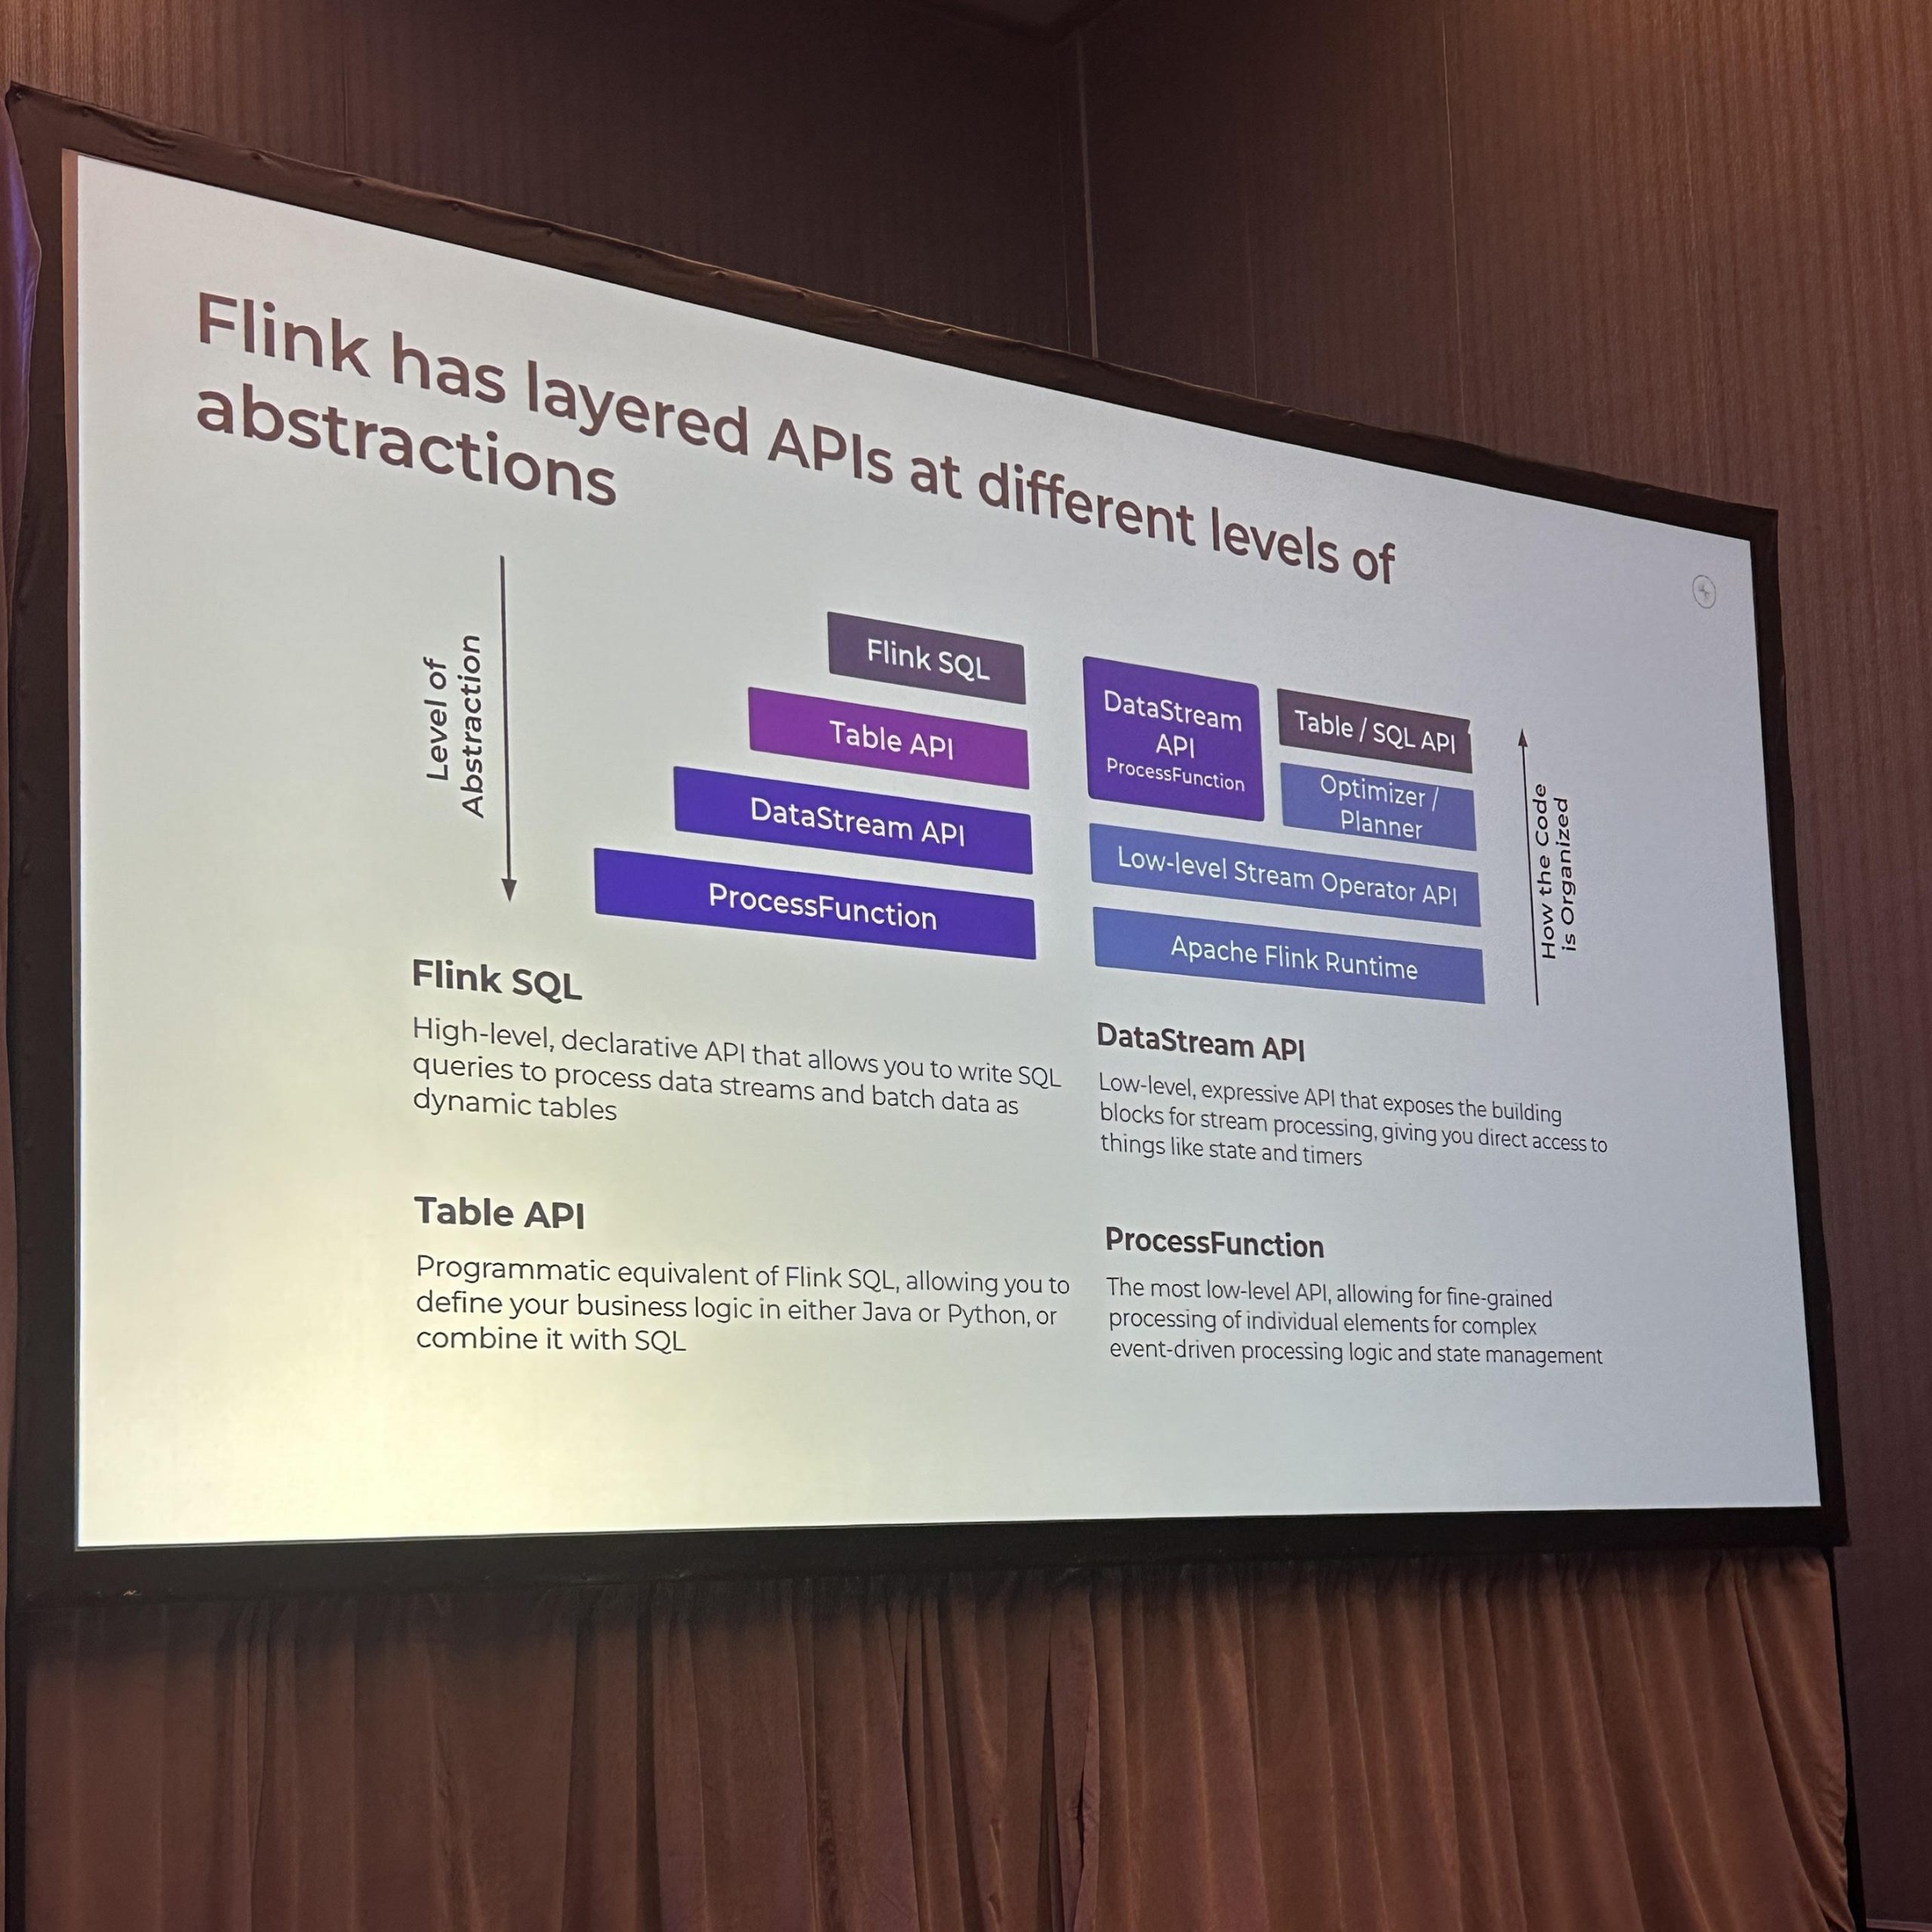 Flink has layered APIs at different levels of
abstractions
Level of
Abstraction
Flink SQL
Table API
DataStream API
ProcessFunction
DataStream
API
ProcessFunction
Table / SQL API
Optimizer /
Planner
Low-level Stream Operator API
Apache Flink Runtime
How the Code
is Organized
Flink SQL
High-level, declarative API that allows you to write SQL
queries to process data streams and batch data as
dynamic tables
Table API
Programmatic equivalent of Flink SQL, allowing you to
define your business logic in either Java or Python, or
combine it with SQL
DataStream API
Low-level, expressive API that exposes the building
blocks for stream processing, giving you direct access to
things like state and timers
ProcessFunction
The most low-level API, allowing for fine-grained
processing of individual elements for complex
event-driven processing logic and state management